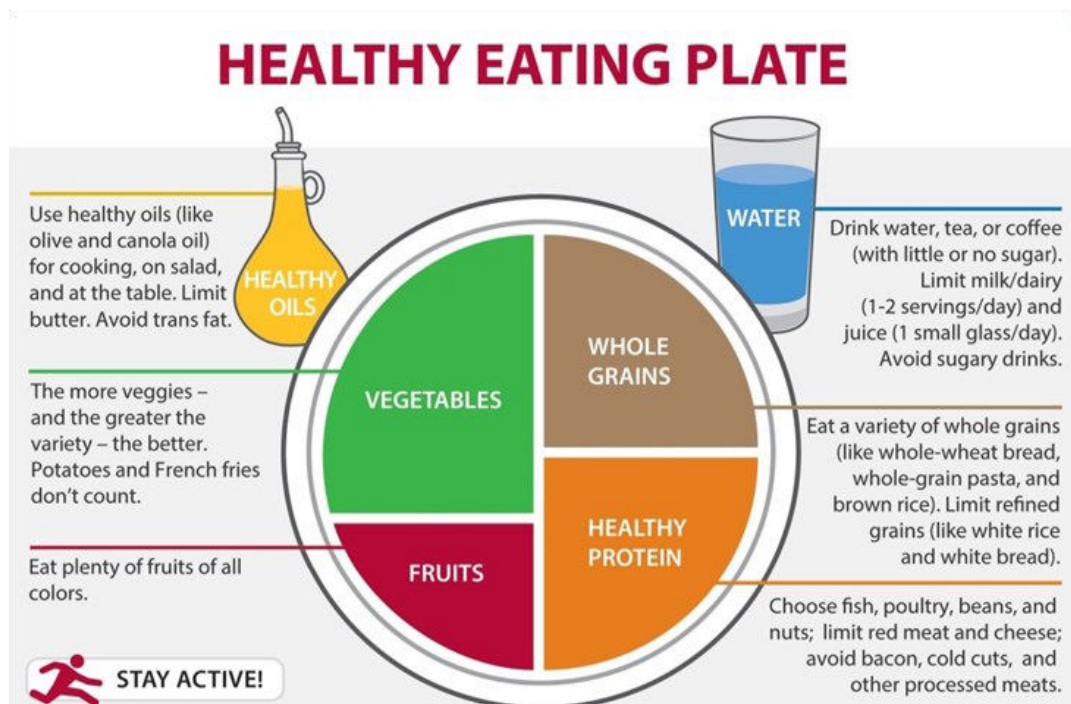 HEALTHY EATING PLATE
Use healthy oils (like
olive and canola oil)
for cooking, on salad,
and at the table. Limit
butter. Avoid trans fat.
HEALTHY
OILS
The more veggies –
and the greater the
variety – the better.
Potatoes and French fries
don’t count.
Eat plenty of fruits of all
colors.
STAY ACTIVE!
VEGETABLES
FRUITS
WHOLE
GRAINS
HEALTHY
PROTEIN
WATER
Drink water, tea, or coffee
(with little or no sugar).
Limit milk/dairy
(1-2 servings/day) and
juice (1 small glass/day).
Avoid sugary drinks.
Eat a variety of whole grains
(like whole-wheat bread,
whole-grain pasta, and
brown rice). Limit refined
grains (like white rice
and white bread).
Choose fish, poultry, beans, and
nuts; limit red meat and cheese;
avoid bacon, cold cuts, and
other processed meats.